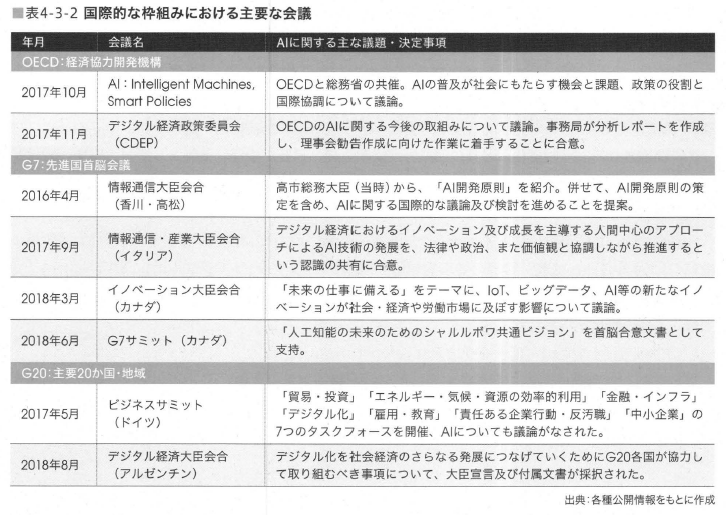 ■表4-3-2 国際的な枠組みにおける主要な会議
年月 会議名 AIに関する主な議題・決定事項
OECD：経済協力開発機構
2017年10月 AI：Intelligent Machines, Smart Policies
OECDと総務省の共催。AIの普及が社会にもたらす機会と課題、政策の役割と
国際協調について議論。
2017年11月 デジタル経済政策委員会
（CDEP）
OECDのAIに関する今後の取組みについて議論。事務局が分析レポートを作成
し、理事会勧告作成に向けた作業に着手することに合意。
G7：先進国首脳会議
2016年4月 情報通信大臣会合
（香川・高松）
高市総務大臣（当時）から、「AI開発原則」を紹介。併せて、AI開発原則の策
定を含め、AIに関する国際的な議論及び検討を進めることを提案。
2017年9月 情報通信・産業大臣会合
（イタリア）
デジタル経済におけるイノベーション及び成長を主導する人間中心のアプロー
チによるAI技術の発展を、法律や政治、また価値観と協調しながら推進すると
いう認識の共有に合意。
2018年3月 イノベーション大臣会合
（カナダ）
「未来の仕事に備える」をテーマに、IoT、ビッグデータ、AI等の新たなイノ
ベーションが社会・経済や労働市場に及ぼす影響について議論。
2018年6月 G7サミット（カナダ）
「人工知能の未来のためのシャルルボワ共通ビジョン」を首脳合意文書として
支持。
G20：主要20か国・地域
2017年5月 ビジネスサミット
（ドイツ）
「貿易・投資」「エネルギー・気候・資源の効率的利用」「金融・インフラ」
「デジタル化」「雇用・教育」「責任ある企業行動・反汚職」「中小企業」の
7つのタスクフォースを開催、AIについても議論がなされた。
2018年8月 デジタル経済大臣会合
（アルゼンチン）
デジタル化を社会経済のさらなる発展につなげていくためにG20各国が協力し
て取り組むべき事項について、大臣宣言及び付属文書が採択された。
出典：各種公開情報をもとに作成